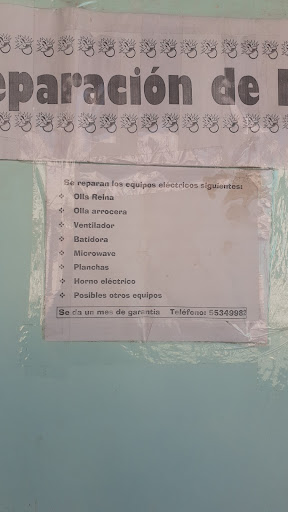 eparación de
Se reparan los equipos eléctricos siguientes:
❖ Olla Reina
❖ Olla arrocera
❖ Ventilador
❖ Batidora
❖ Microwave
❖ Planchas
❖ Horno eléctrico
❖ Posibles otros equipos
Se da un mes de garantía Teléfono: